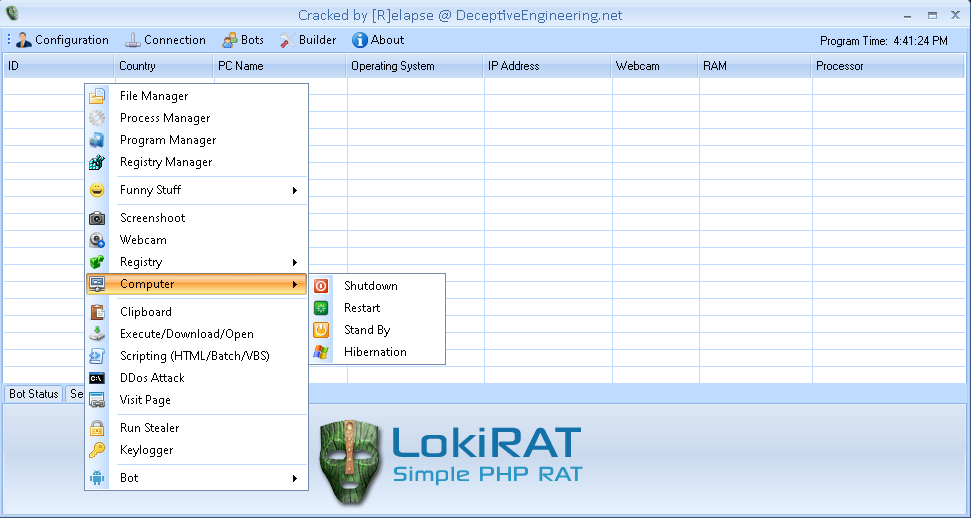 Cracked by [R]elapse @ DeceptiveEngineering.net
Configuration Connection Bots Builder About Program Time: 4:41:24 PM
ID Country PC Name Operating System IP Address Webcam RAM Processor
File Manager
Process Manager
Program Manager
Registry Manager
Funny Stuff
Screenshoot
Webcam
Registry
Computer
Shutdown
Restart
Stand By
Hibernation
Clipboard
Execute/Download/Open
Scripting (HTML/Batch/VBS)
DDos Attack
Visit Page
Run Stealer
Keylogger
Bot
Bot Status Se
LokiRAT
Simple PHP RAT